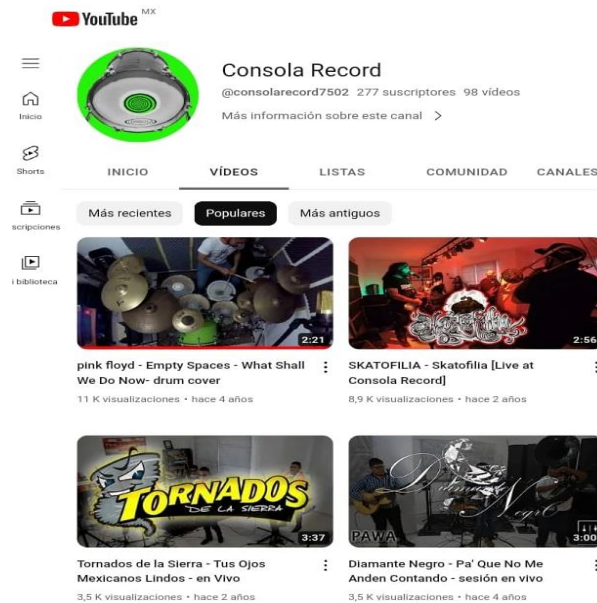 YouTube MX
Consola Record
@consolarecord7502 277 suscriptores 98 vídeos
Más información sobre este canal >
Inicio
Shorts
scripciones
i biblioteca
INICIO VÍDEOS LISTAS COMUNIDAD CANALES
Más recientes Populares Más antiguos
2:21
pink floyd - Empty Spaces - What Shall
We Do Now- drum cover
11 K visualizaciones • hace 4 años
Skatofilia
2:56
SKATOFILIA - Skatofilia [Live at
Consola Record]
8,9 K visualizaciones • hace 2 años
TORNADOS
DE LA SIERRA
3:37
Tornados de la Sierra - Tus Ojos
Mexicanos Lindos - en Vivo
3,5 K visualizaciones • hace 2 años
Diamante
Negro
PAWA
3:00
Diamante Negro - Pa' Que No Me
Anden Contando - sesión en vivo
3,5 K visualizaciones • hace 4 años